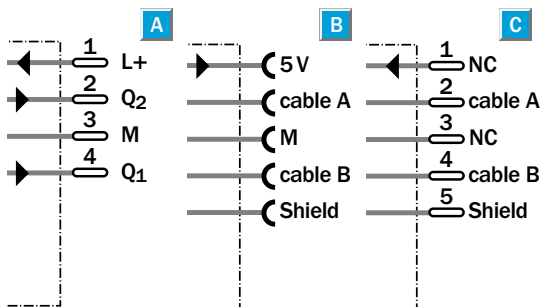 A
1 L+
2 Q2
3 M
4 Q1
B
5 V
cable A
M
cable B
Shield
C
1 NC
2 cable A
3 NC
4 cable B
5 Shield